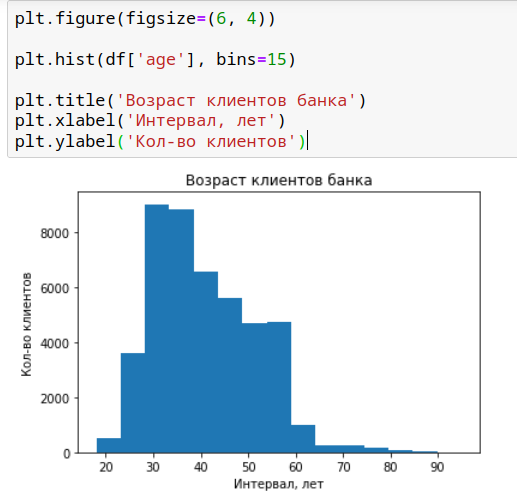 plt.figure(figsize=(6, 4))
plt.hist(df['age'], bins=15)
plt.title('Возраст клиентов банка')
plt.xlabel('Интервал, лет')
plt.ylabel('Кол-во клиентов')
Возраст клиентов банка
Кол-во клиентов
8000
6000
4000
2000
0
20 30 40 50 60 70 80 90
Интервал, лет